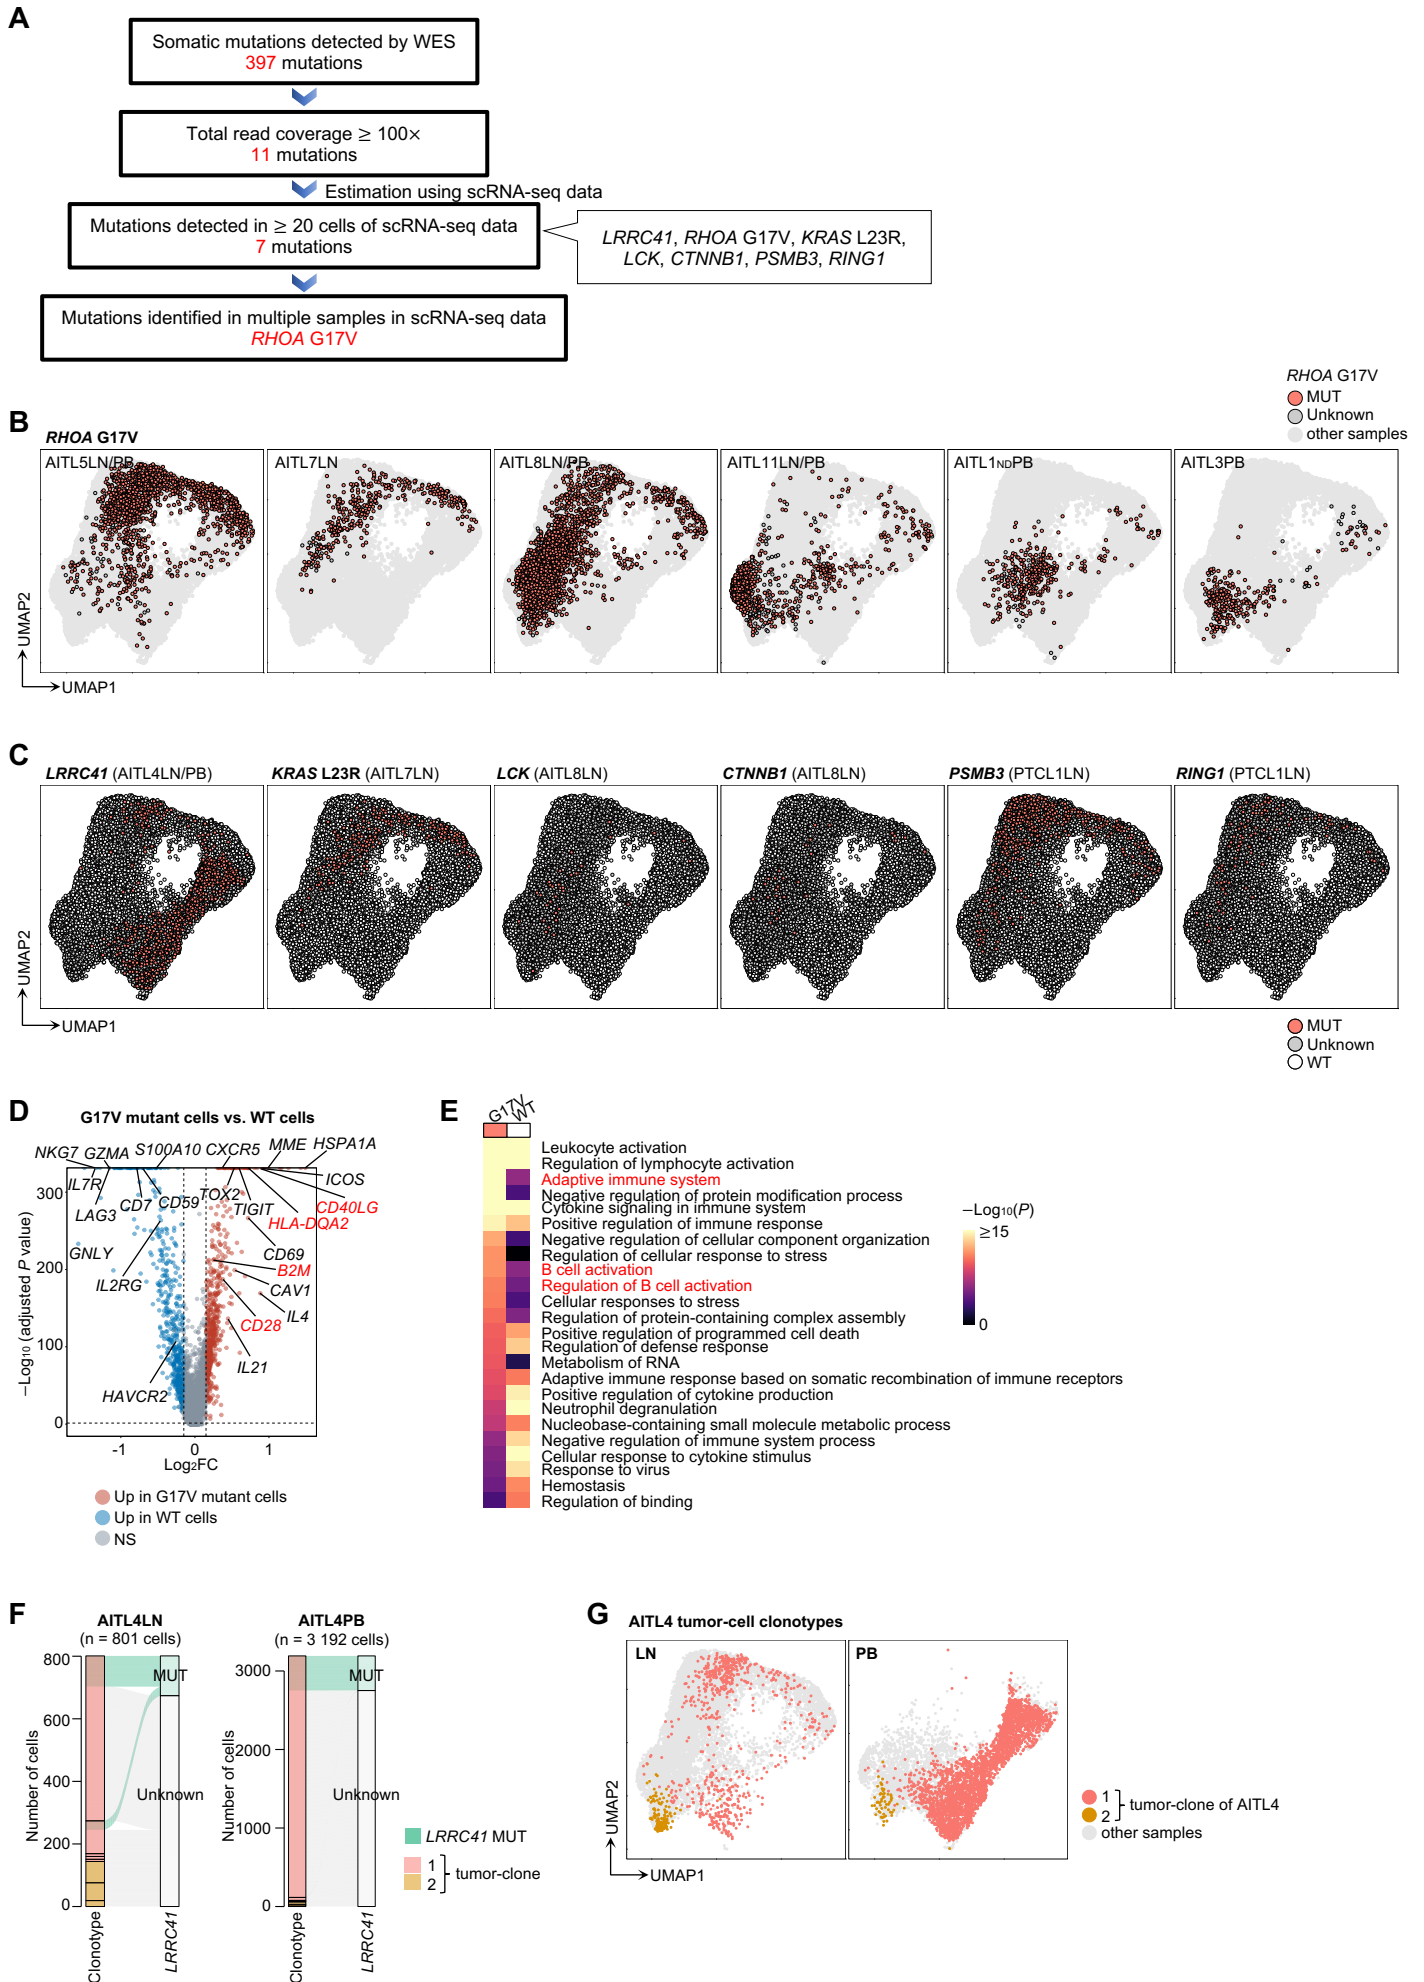 A
Somatic mutations detected by WES
397 mutations
Total read coverage ≥ 100×
11 mutations
Estimation using scRNA-seq data
Mutations detected in ≥ 20 cells of scRNA-seq data
7 mutations
LRRC41, RHOA G17V, KRAS L23R,
LCK, CTNNB1, PSMB3, RING1
Mutations identified in multiple samples in scRNA-seq data
RHOA G17V
RHOA G17V
MUT
Unknown
other samples
B
RHOA G17V
AITL5LN/PB
AITL7LN
AITL8LN/PB
AITL11LN/PB
AITL1NDPB
AITL3PB
UMAP2
UMAP1
C
LRRC41 (AITL4LN/PB)
KRAS L23R (AITL7LN)
LCK (AITL8LN)
CTNNB1 (AITL8LN)
PSMB3 (PTCL1LN)
RING1 (PTCL1LN)
UMAP2
UMAP1
MUT
Unknown
WT
D
G17V mutant cells vs. WT cells
NKG7
GZMA
S100A10
CXCR5
MME
HSPA1A
IL7R
LAG3
CD7
CD59
TOX2
TIGIT
ICOS
CD40LG
HLA-DQA2
GNLY
IL2RG
CD69
B2M
CAV1
IL4
CD28
IL21
HAVCR2
−Log10 (adjusted P value)
300
200
100
0
-1
0
1
Log2FC
Up in G17V mutant cells
Up in WT cells
NS
E
G17V
WT
Leukocyte activation
Regulation of lymphocyte activation
Adaptive immune system
Negative regulation of protein modification process
Cytokine signaling in immune system
Positive regulation of immune response
Negative regulation of cellular component organization
Regulation of cellular response to stress
B cell activation
Regulation of B cell activation
Cellular responses to stress
Regulation of protein-containing complex assembly
Positive regulation of programmed cell death
Regulation of defense response
Metabolism of RNA
Adaptive immune response based on somatic recombination of immune receptors
Positive regulation of cytokine production
Neutrophil degranulation
Nucleobase-containing small molecule metabolic process
Negative regulation of immune system process
Cellular response to cytokine stimulus
Response to virus
Hemostasis
Regulation of binding
−Log10(P)
≥15
0
F
AITL4LN
(n = 801 cells)
Number of cells
800
600
400
200
0
MUT
Unknown
Clonotype
LRRC41
AITL4PB
(n = 3 192 cells)
Number of cells
3000
2000
1000
0
MUT
Unknown
Clonotype
LRRC41
LRRC41 MUT
1
2
tumor-clone
G
AITL4 tumor-cell clonotypes
LN
PB
UMAP2
UMAP1
1
2
tumor-clone of AITL4
other samples